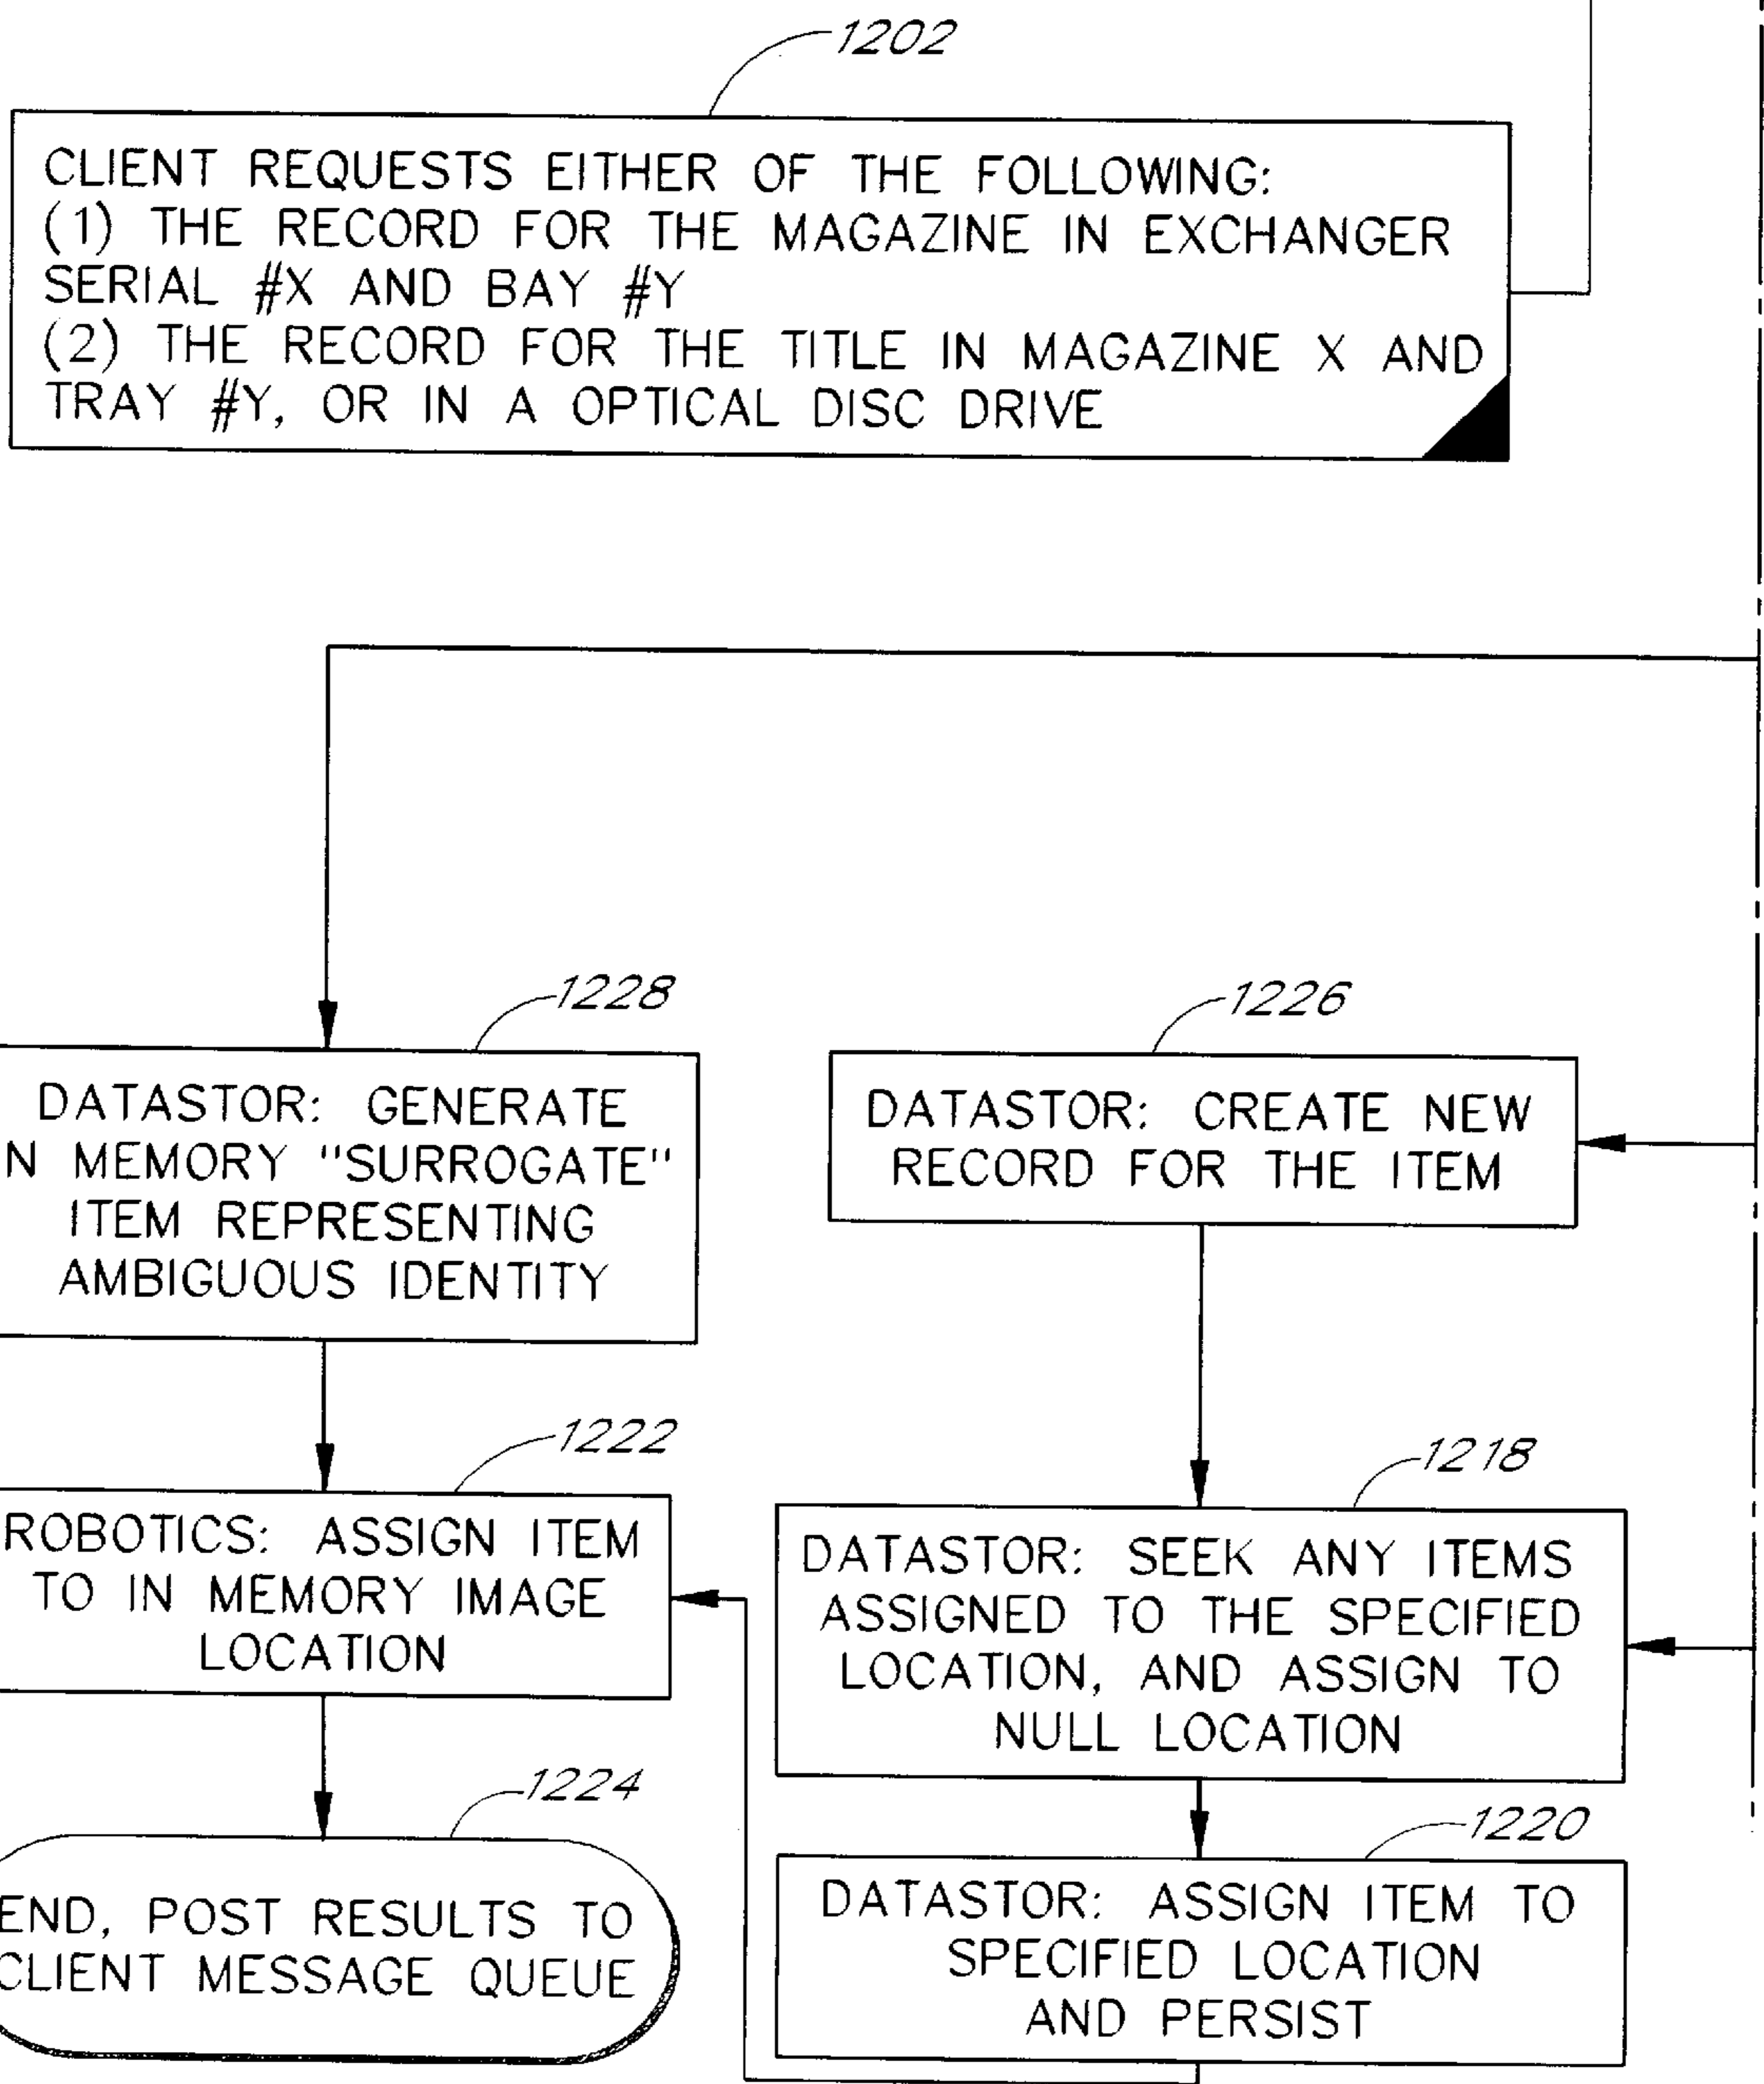 1202
CLIENT REQUESTS EITHER OF THE FOLLOWING:
(1) THE RECORD FOR THE MAGAZINE IN EXCHANGER
SERIAL #X AND BAY #Y
(2) THE RECORD FOR THE TITLE IN MAGAZINE X AND
TRAY #Y, OR IN A OPTICAL DISC DRIVE
1228
DATASTOR: GENERATE
N MEMORY "SURROGATE"
ITEM REPRESENTING
AMBIGUOUS IDENTITY
1226
DATASTOR: CREATE NEW
RECORD FOR THE ITEM
1222
ROBOTICS: ASSIGN ITEM
TO IN MEMORY IMAGE
LOCATION
1218
DATASTOR: SEEK ANY ITEMS
ASSIGNED TO THE SPECIFIED
LOCATION, AND ASSIGN TO
NULL LOCATION
1224
END, POST RESULTS TO
CLIENT MESSAGE QUEUE
1220
DATASTOR: ASSIGN ITEM TO
SPECIFIED LOCATION
AND PERSIST